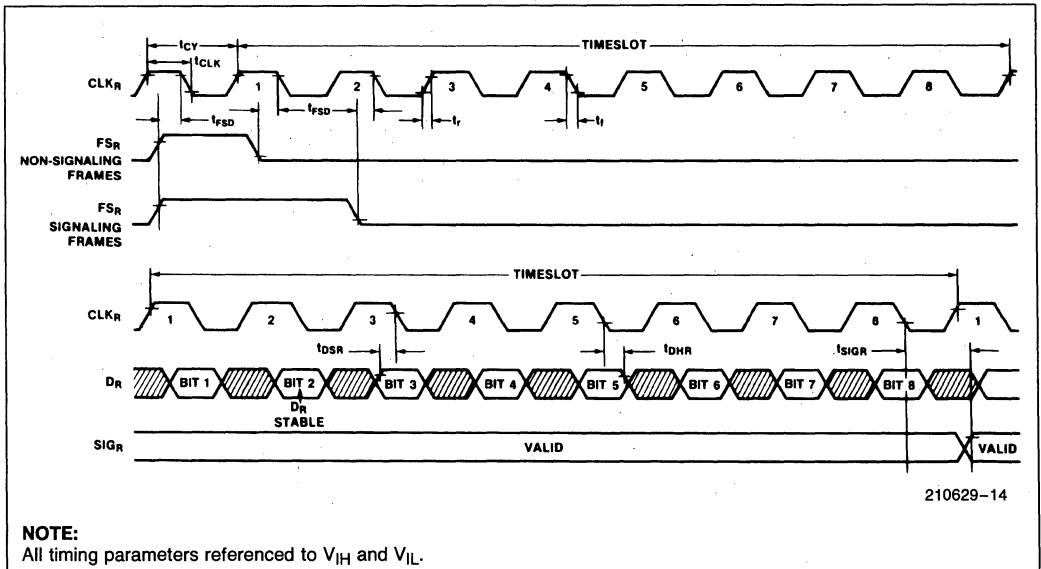 tCY
TIMESLOT
tCLK
CLKR
1 2 3 4 5 6 7 8
tFSD
tFSD
tr
tf
FSR
NON-SIGNALING
FRAMES
FSR
SIGNALING
FRAMES
TIMESLOT
CLKR
1 2 3 4 5 6 7 8 1
tDSR
tDHR
tSIGR
DR
BIT 1 BIT 2 BIT 3 BIT 4 BIT 5 BIT 6 BIT 7 BIT 8
DR
STABLE
SIGR
VALID
VALID
210629-14
NOTE:
All timing parameters referenced to VIH and VIL.